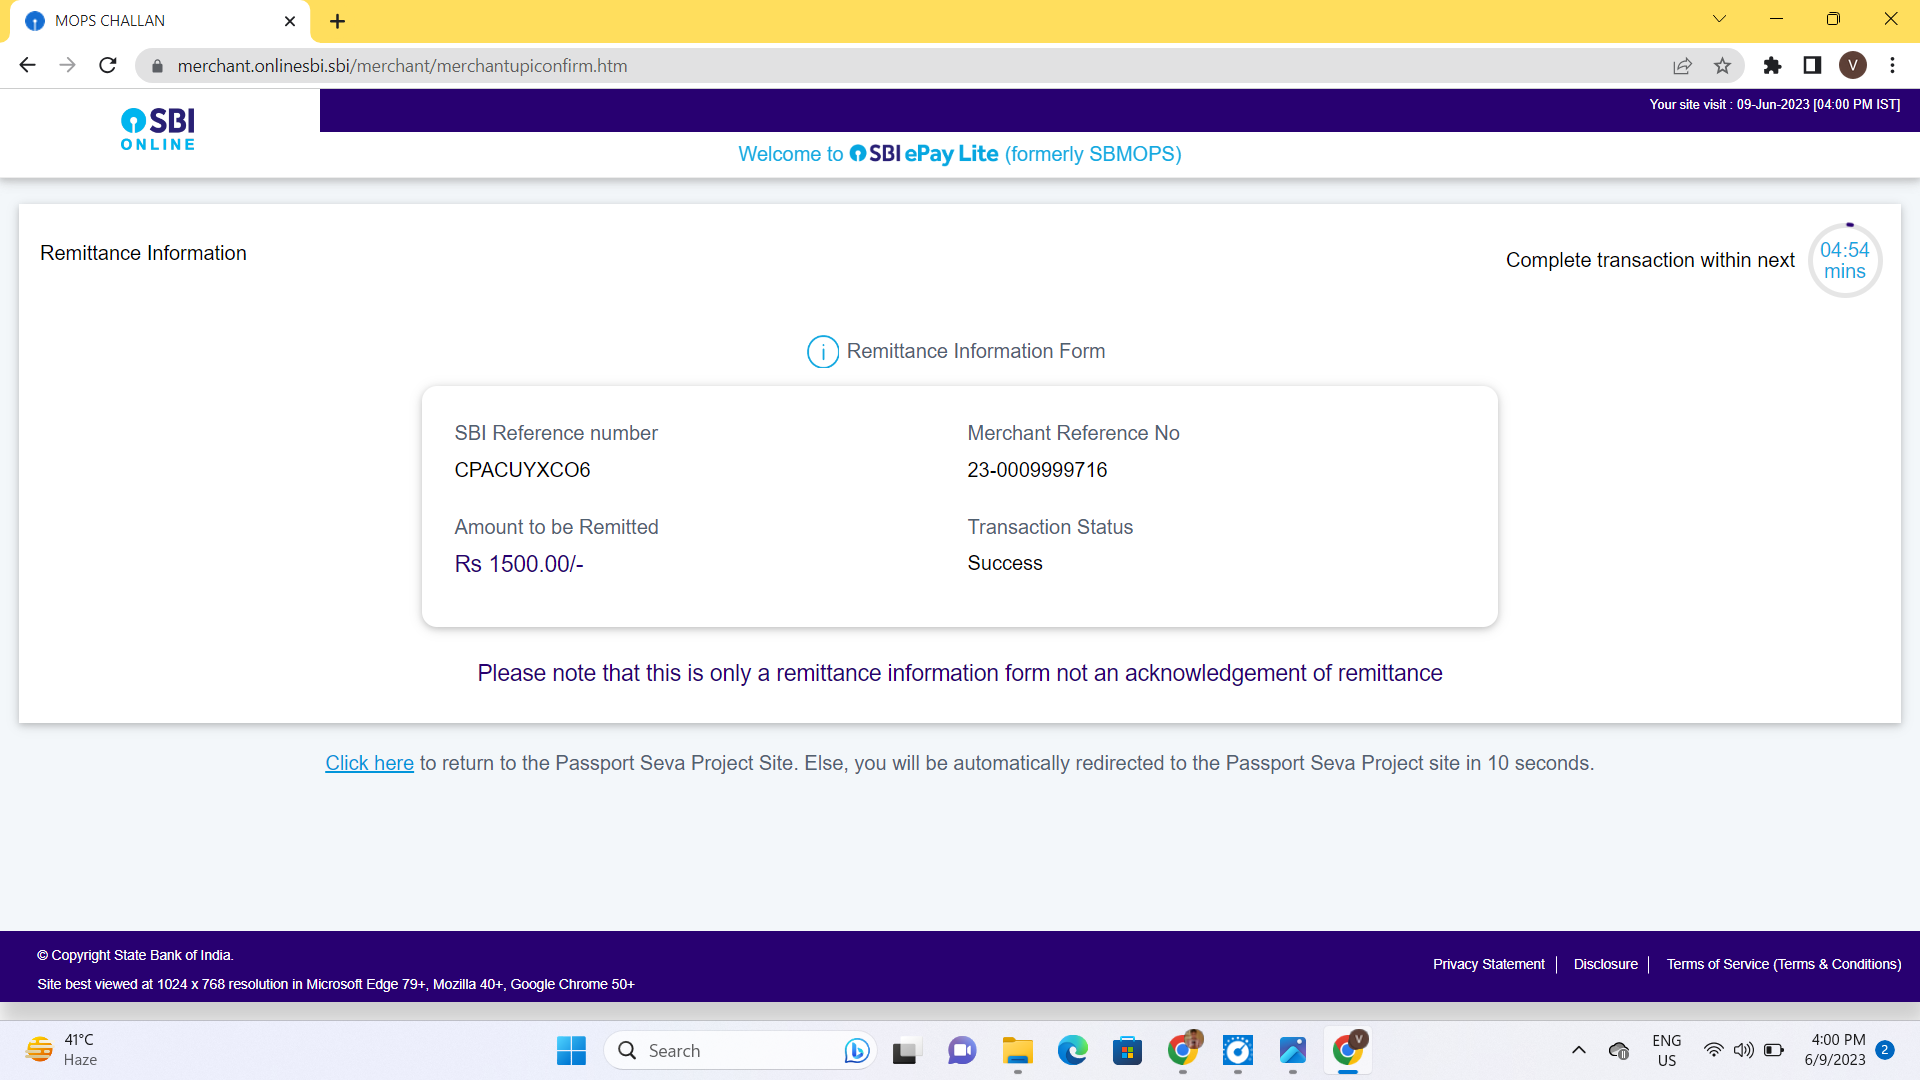 MOPS CHALLAN
merchant.onlinesbi.sbi/merchant/merchantupiconfirm.htm
V
Your site visit : 09-Jun-2023 [04:00 PM IST]
SBI
ONLINE
Welcome to SBI ePay Lite (formerly SBMOPS)
Remittance Information
Complete transaction within next
04:54
mins
i Remittance Information Form
SBI Reference number
CPACUYXCO6
Merchant Reference No
23-0009999716
Amount to be Remitted
Rs 1500.00/-
Transaction Status
Success
Please note that this is only a remittance information form not an acknowledgement of remittance
Click here to return to the Passport Seva Project Site. Else, you will be automatically redirected to the Passport Seva Project site in 10 seconds.
© Copyright State Bank of India.
Site best viewed at 1024 x 768 resolution in Microsoft Edge 79+, Mozilla 40+, Google Chrome 50+
Privacy Statement | Disclosure | Terms of Service (Terms & Conditions)
41°C
Haze
Search
V
ENG
US
4:00 PM
6/9/2023
2